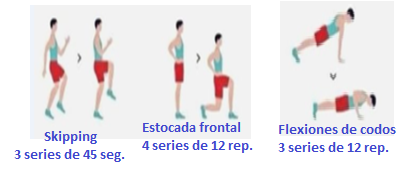 Skipping
3 series de 45 seg.
Estocada frontal
4 series de 12 rep.
Flexiones de codos
3 series de 12 rep.